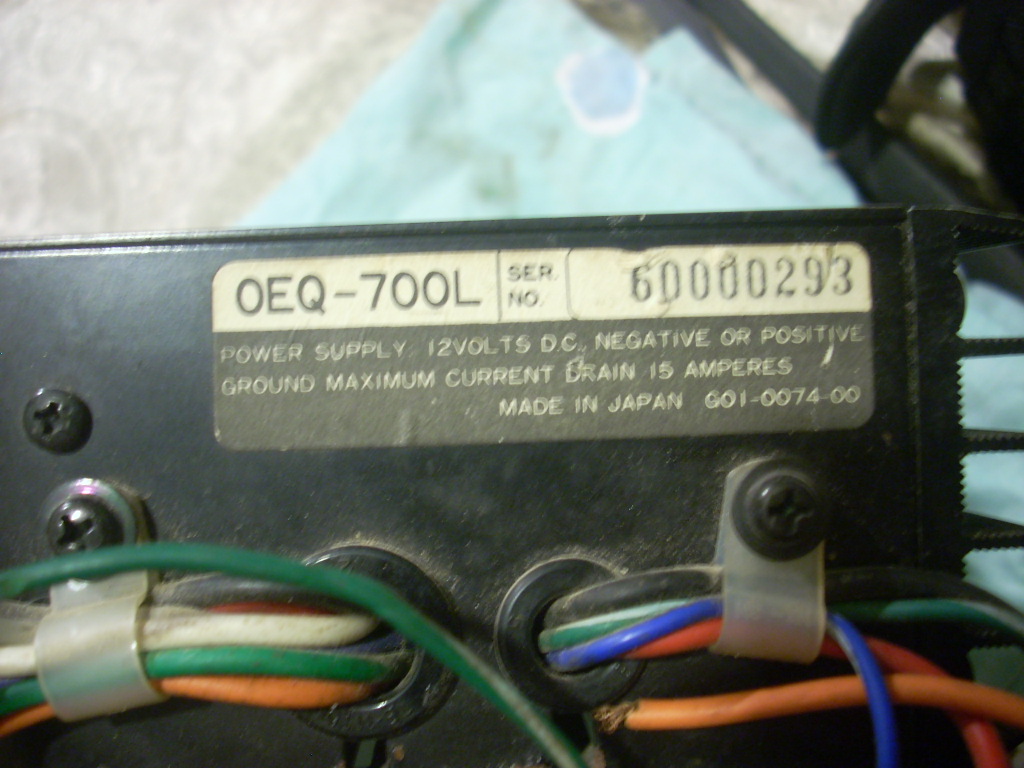 OEQ-700L SER. NO. 60000293
POWER SUPPLY 12VOLTS D.C., NEGATIVE OR POSITIVE
GROUND MAXIMUM CURRENT DRAIN 15 AMPERES
MADE IN JAPAN G01-0074-00